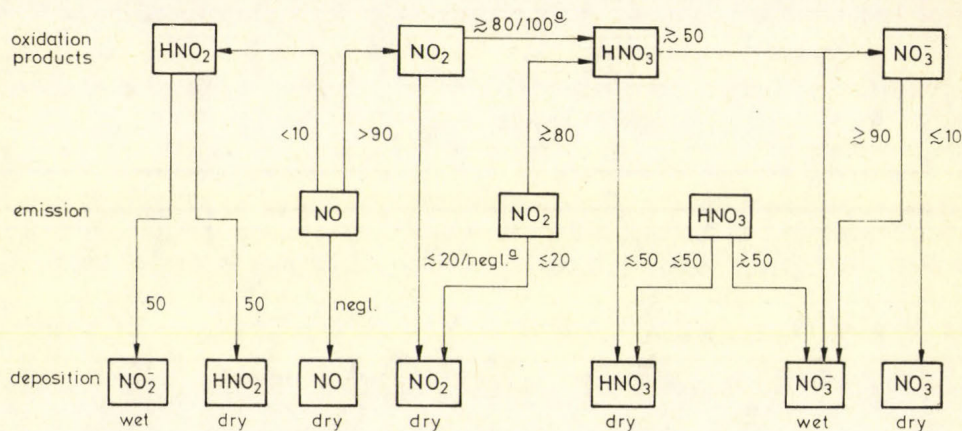 oxidation products
HNO₂ NO₂ ≳80/100ª HNO₃ ≳50 NO₃⁻
<10 >90 ≳80 ≳90 ≲10
emission NO NO₂ HNO₃
≲20/negl.ª ≲20 ≲50 ≲50 ≳50
50 50 negl.
deposition NO₂⁻ HNO₂ NO NO₂ HNO₃ NO₃⁻ NO₃⁻
wet dry dry dry dry wet dry